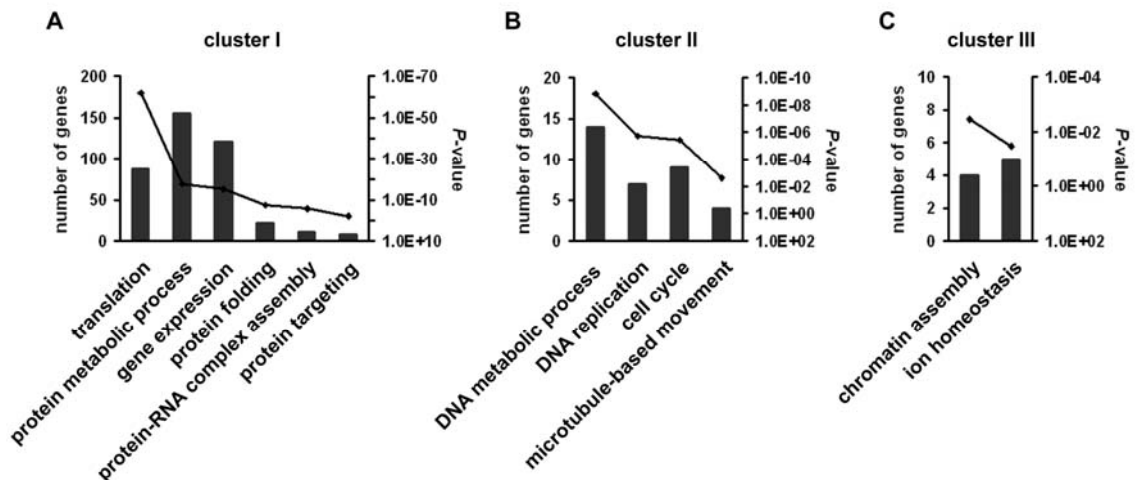 A
cluster I
number of genes
200
150
100
50
0
1.0E-70
1.0E-50
1.0E-30
1.0E-10
1.0E+10
P-value
translation
protein metabolic process
gene expression
protein folding
protein-RNA complex assembly
protein targeting
B
cluster II
number of genes
20
15
10
5
0
1.0E-10
1.0E-08
1.0E-06
1.0E-04
1.0E-02
1.0E+00
1.0E+02
P-value
DNA metabolic process
DNA replication
cell cycle
microtubule-based movement
C
cluster III
number of genes
10
8
6
4
2
0
1.0E-04
1.0E-02
1.0E+00
1.0E+02
P-value
chromatin assembly
ion homeostasis